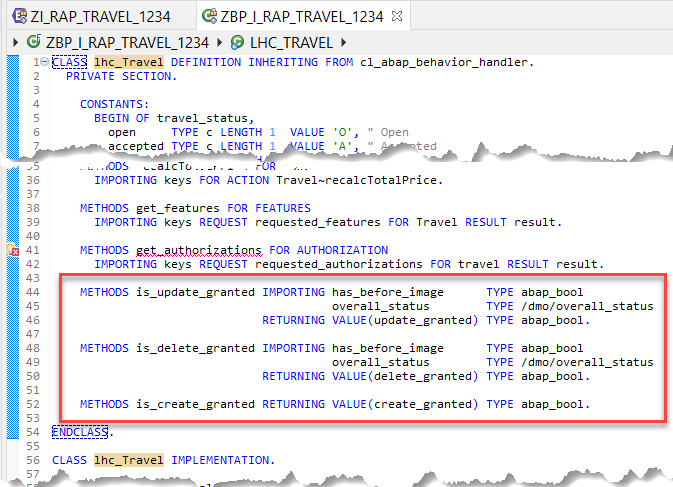 ZI_RAP_TRAVEL_1234 ZBP_I_RAP_TRAVEL_1234
ZBP_I_RAP_TRAVEL_1234 LHC_TRAVEL
1 CLASS lhc_Travel DEFINITION INHERITING FROM cl_abap_behavior_handler.
2 PRIVATE SECTION.
3
4 CONSTANTS:
5 BEGIN OF travel_status,
6 open TYPE c LENGTH 1 VALUE 'O', " Open
7 accepted TYPE c LENGTH 1 VALUE 'A', " Accepted
35 METHODS FOR
36 IMPORTING keys FOR ACTION Travel~recalcTotalPrice.
37
38 METHODS get_features FOR FEATURES
39 IMPORTING keys REQUEST requested_features FOR Travel RESULT result.
40
41 METHODS get_authorizations FOR AUTHORIZATION
42 IMPORTING keys REQUEST requested_authorizations FOR travel RESULT result.
43
44 METHODS is_update_granted IMPORTING has_before_image TYPE abap_bool
45 overall_status TYPE /dmo/overall_status
46 RETURNING VALUE(update_granted) TYPE abap_bool.
47
48 METHODS is_delete_granted IMPORTING has_before_image TYPE abap_bool
49 overall_status TYPE /dmo/overall_status
50 RETURNING VALUE(delete_granted) TYPE abap_bool.
51
52 METHODS is_create_granted RETURNING VALUE(create_granted) TYPE abap_bool.
53
54 ENDCLASS.
55
56 CLASS lhc_Travel IMPLEMENTATION.
57